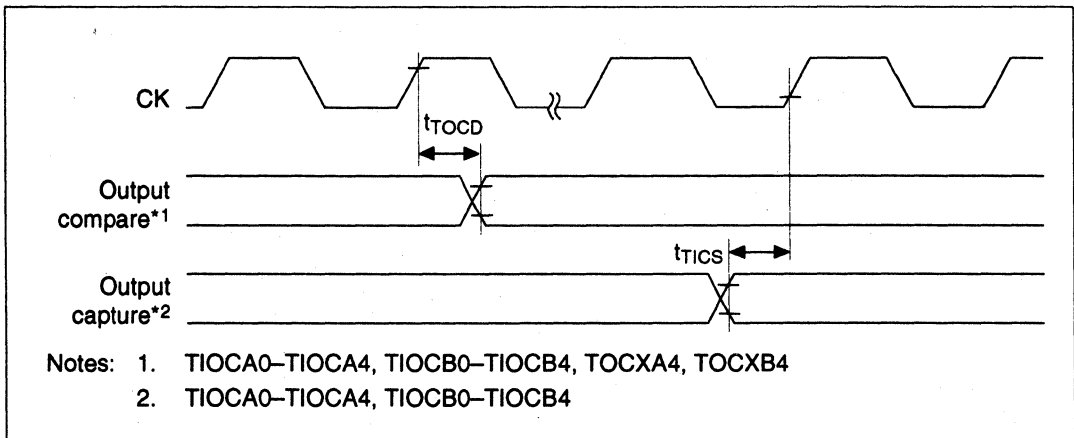 CK
tTOCD
Output
compare*1
tTICS
Output
capture*2
Notes: 1. TIOCA0–TIOCA4, TIOCB0–TIOCB4, TOCXA4, TOCXB4
2. TIOCA0–TIOCA4, TIOCB0–TIOCB4